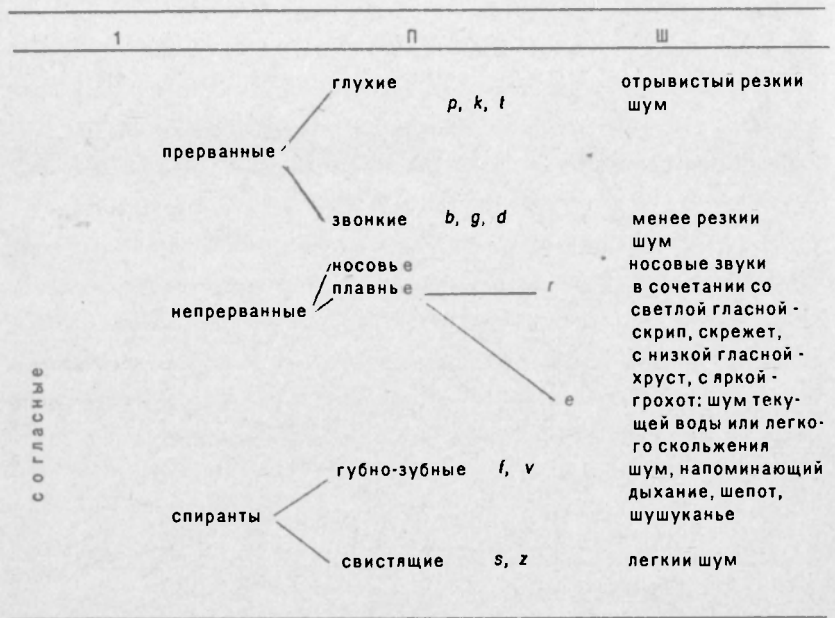 1 П Ш
глухие
p, k, t
отрывистый резкий
шум
прерванные
звонкие b, g, d
менее резкий
шум
носовые
плавные
r
непрерванные
носовые звуки
в сочетании со
светлой гласной -
скрип, скрежет,
с низкой гласной -
хруст, с яркой -
грохот: шум теку-
щей воды или легко-
го скольжения
e
согласные
губно-зубные f, v
шум, напоминающий
дыхание, шепот,
шушуканье
спиранты
свистящие s, z
легкий шум